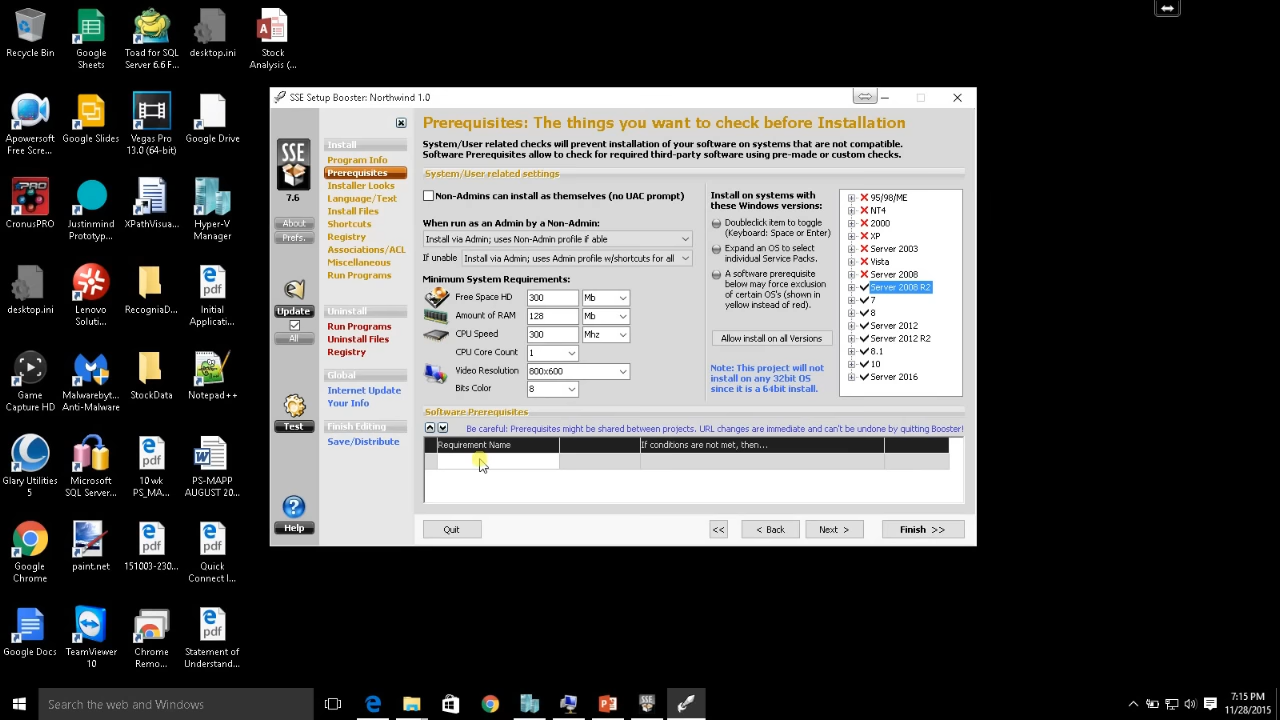 Recycle Bin
Google
Sheets
Toad for SQL
Server 6.6 F...
desktop.ini
Stock
Analysis (...
Apowersoft
Free Scre...
Google Slides
Vegas Pro
13.0 (64-bit)
Google Drive
CronusPRO
Justinmind
Prototyp...
XPathVisua...
Hyper-V
Manager
desktop.ini
Lenovo
Soluti...
RecogniaD...
Initial
Applicati...
Game
Capture HD
Malwarebyt...
Anti-Malware
StockData
Notepad++
Glary Utilities
5
Microsoft
SQL Server...
10 wk
PS_MA...
PS-MAPP
AUGUST 20...
Google
Chrome
paint.net
151003-230...
Quick
Connect I...
Google Docs
TeamViewer
10
Chrome
Remo...
Statement of
Understand...
SSE Setup Booster: Northwind 1.0
SSE
7.6
About
Prefs.
Update
All
Test
Help
Install
Program Info
Prerequisites
Installer Looks
Language/Text
Install Files
Shortcuts
Registry
Associations/ACL
Miscellaneous
Run Programs
Uninstall
Run Programs
Uninstall Files
Registry
Global
Internet Update
Your Info
Finish Editing
Save/Distribute
Prerequisites: The things you want to check before Installation
System/User related checks will prevent installation of your software on systems that are not compatible.
Software Prerequisites allow to check for required third-party software using pre-made or custom checks.
System/User related settings
Non-Admins can install as themselves (no UAC prompt)
When run as an Admin by a Non-Admin:
Install via Admin; uses Non-Admin profile if able
If unable
Install via Admin; uses Admin profile w/shortcuts for all
Minimum System Requirements:
Free Space HD 300 Mb
Amount of RAM 128 Mb
CPU Speed 300 Mhz
CPU Core Count 1
Video Resolution 800x600
Bits Color 8
Install on systems with
these Windows versions:
Doubleclick item to toggle
(Keyboard: Space or Enter)
Expand an OS to select
individual Service Packs.
A software prerequisite
below may force exclusion
of certain OS's (shown in
yellow instead of red).
Allow install on all Versions
Note: This project will not
install on any 32bit OS
since it is a 64bit install.
95/98/ME
NT4
2000
XP
Server 2003
Vista
Server 2008
Server 2008 R2
7
8
Server 2012
Server 2012 R2
8.1
10
Server 2016
Software Prerequisites
Be careful: Prerequisites might be shared between projects. URL changes are immediate and can't be undone by quitting Booster!
Requirement Name
If conditions are not met, then...
Quit
<<
< Back
Next >
Finish >>
Search the web and Windows
7:15 PM
11/28/2015